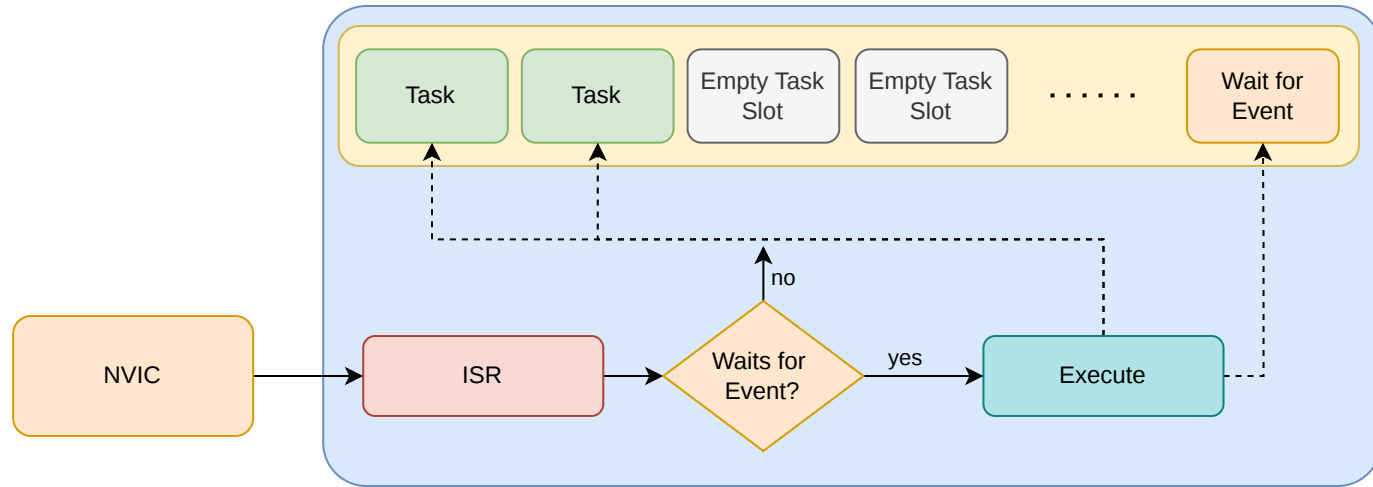 Task
Task
Empty Task
Slot
Empty Task
Slot
......
Wait for
Event
no
NVIC
ISR
Waits for
Event?
yes
Execute